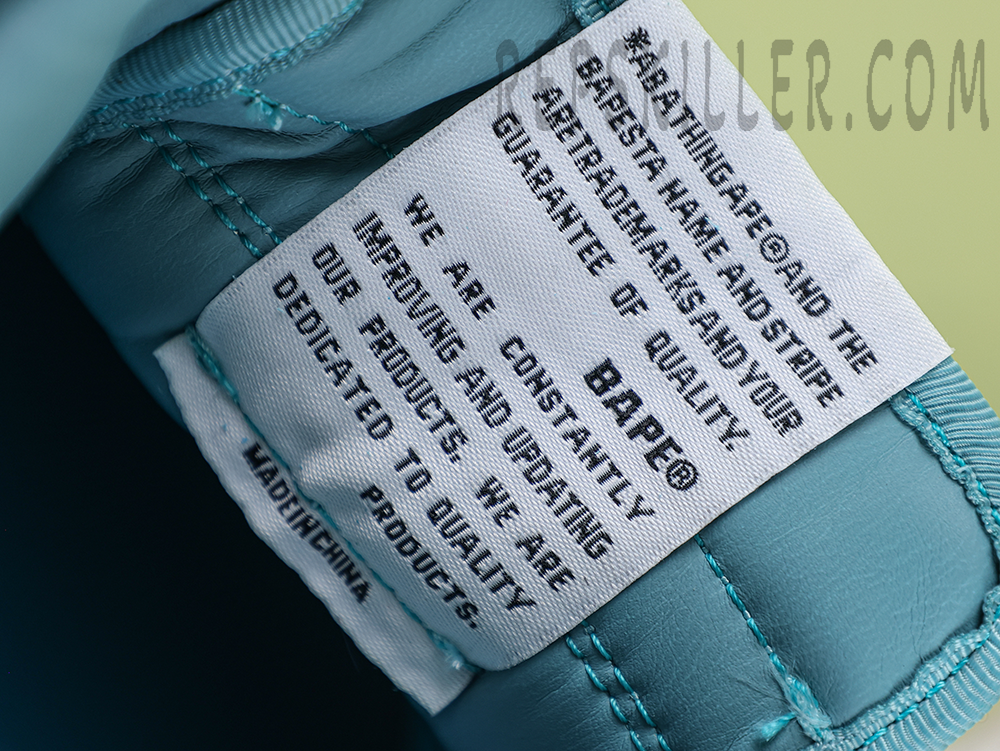 REPSKILLER.COM
*ABATHINGAPE®AND THE
BAPESTA NAME AND STRIPE
ARETRADEMARKSANDYOUR
GUARANTEE OF QUALITY.
BAPE®
WE ARE CONSTANTLY
IMPROVING AND UPDATING
OUR PRODUCTS. WE ARE
DEDICATED TO QUALITY
PRODUCTS.
MADEINCHINA